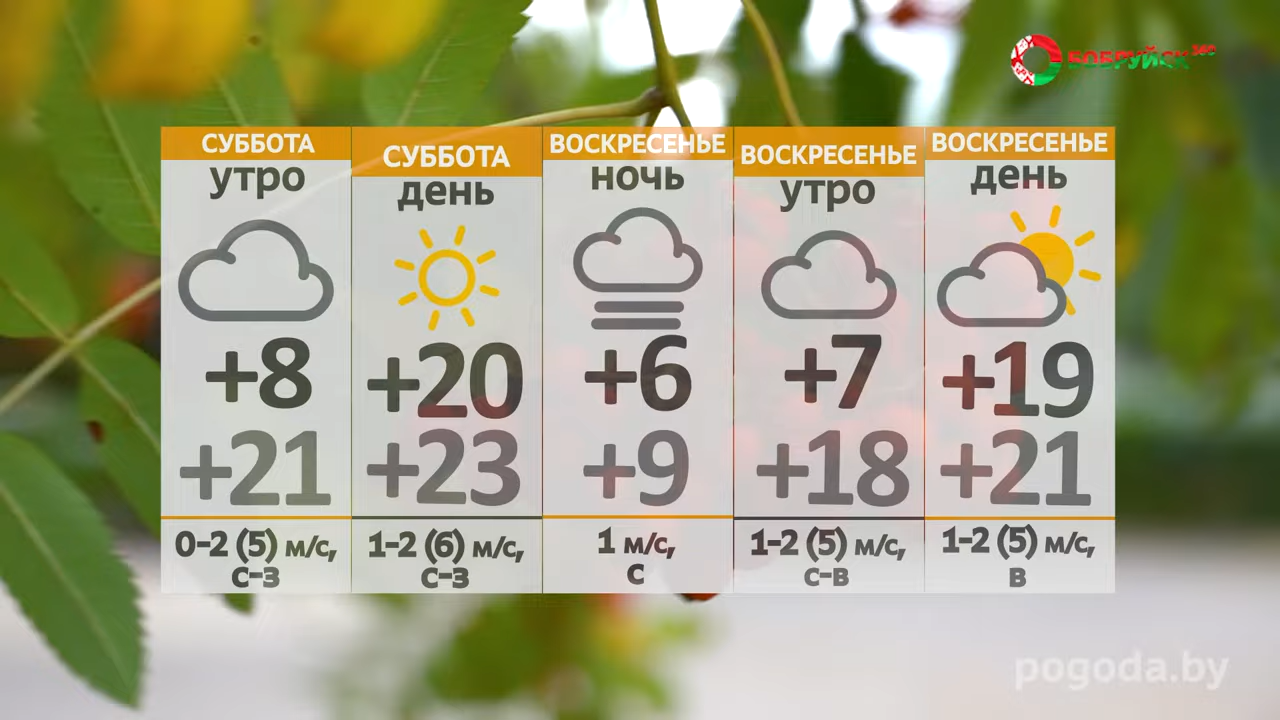 БОБРУЙСК 360
СУББОТА
утро
+8
+21
0-2 (5) м/с,
с-з
СУББОТА
день
+20
+23
1-2 (6) м/с,
с-з
ВОСКРЕСЕНЬЕ
ночь
+6
+9
1 м/с,
с
ВОСКРЕСЕНЬЕ
утро
+7
+18
1-2 (5) м/с,
с-в
ВОСКРЕСЕНЬЕ
день
+19
+21
1-2 (5) м/с,
в
pogoda.by